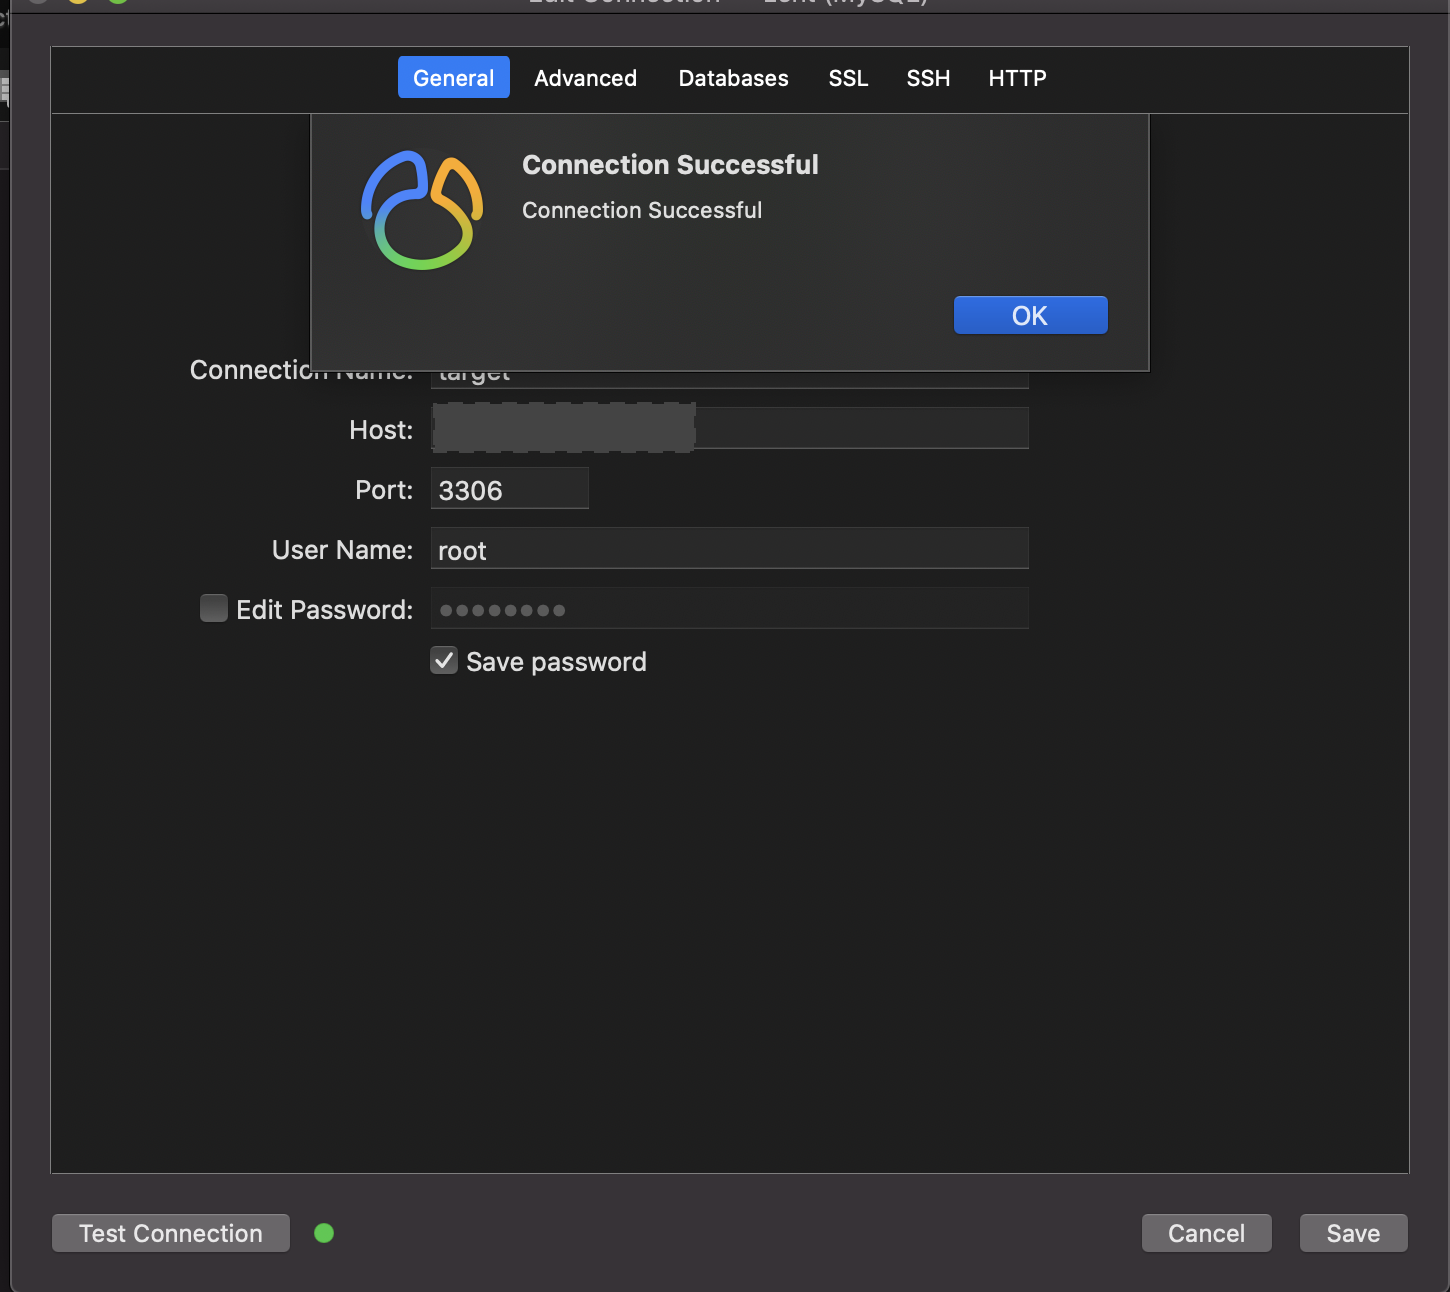 General Advanced Databases SSL SSH HTTP
Connection Successful
Connection Successful
OK
Connection Name: target
Host:
Port: 3306
User Name: root
Edit Password: ●●●●●●●●
Save password
Test Connection
Cancel Save